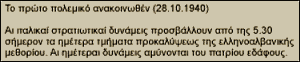 Το πρώτο πολεμικό ανακοινωθέν (28.10.1940)
Αι ιταλικαί στρατιωτικαί δυνάμεις προσβάλλουν από της 5.30
σήμερον τα ημέτερα τμήματα προκαλύψεως της ελληνοαλβανικής
μεθορίου. Αι ημέτεραι δυνάμεις αμύνονται του πατρίου εδάφους.